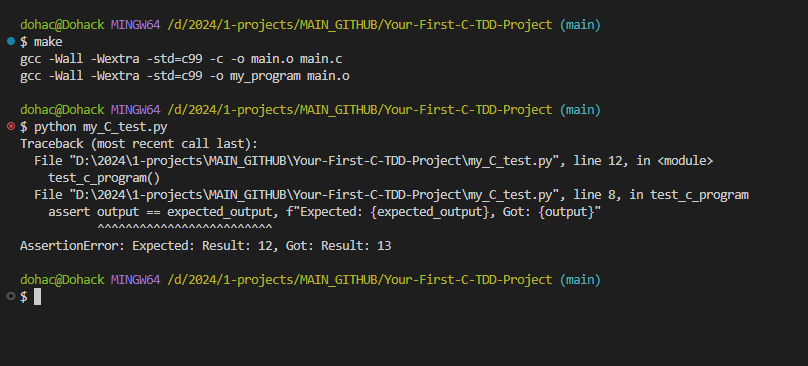 dohac@Dohack MINGW64 /d/2024/1-projects/MAIN_GITHUB/Your-First-C-TDD-Project (main)
$ make
gcc -Wall -Wextra -std=c99 -c -o main.o main.c
gcc -Wall -Wextra -std=c99 -o my_program main.o
dohac@Dohack MINGW64 /d/2024/1-projects/MAIN_GITHUB/Your-First-C-TDD-Project (main)
$ python my_C_test.py
Traceback (most recent call last):
  File "D:\2024\1-projects\MAIN_GITHUB\Your-First-C-TDD-Project\my_C_test.py", line 12, in <module>
    test_c_program()
  File "D:\2024\1-projects\MAIN_GITHUB\Your-First-C-TDD-Project\my_C_test.py", line 8, in test_c_program
    assert output == expected_output, f"Expected: {expected_output}, Got: {output}"
           ^^^^^^^^^^^^^^^^^^^^^^^^^
AssertionError: Expected: Result: 12, Got: Result: 13
dohac@Dohack MINGW64 /d/2024/1-projects/MAIN_GITHUB/Your-First-C-TDD-Project (main)
$